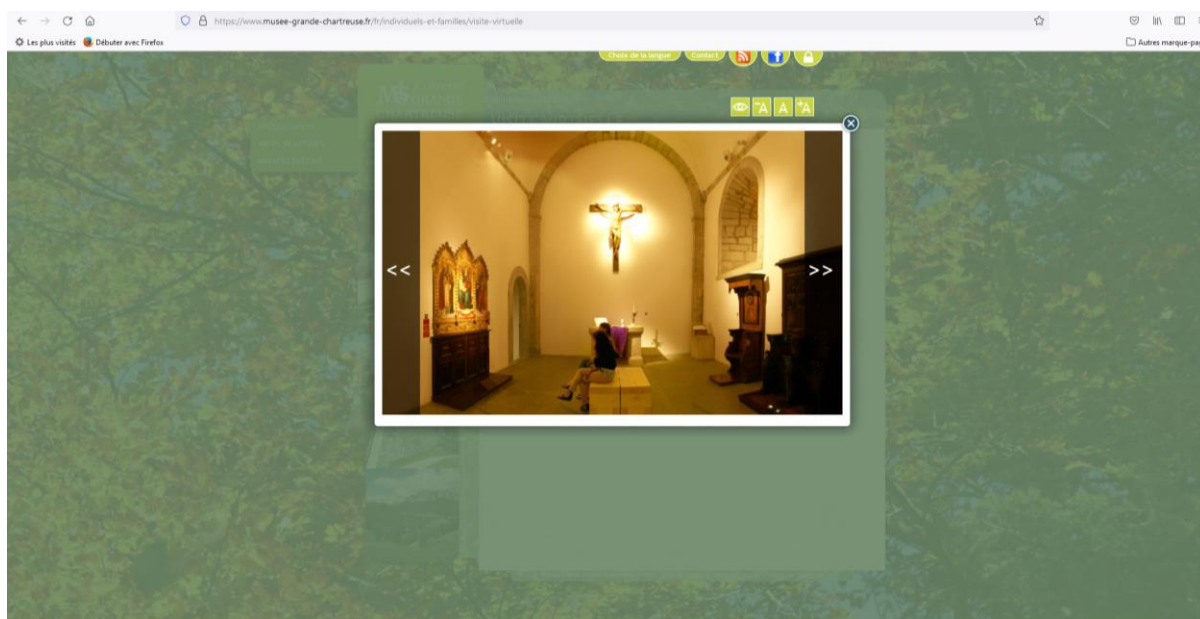 https://www.musee-grande-chartreuse.fr/fr/individuels-et-familles/visite-virtuelle
Les plus visités Débuter avec Firefox Autres marque-pa
Choix de la langue Contact
-A A +A
<< >>